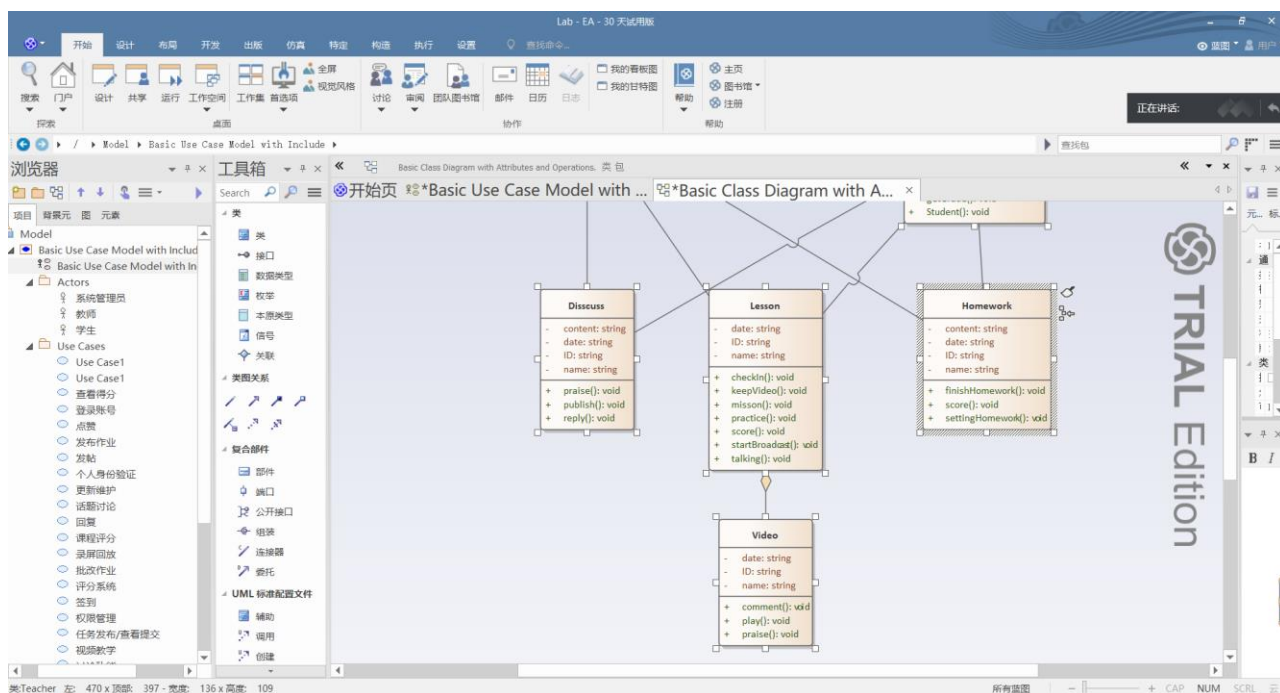 Lab - EA - 30 天试用版
开始 设计 布局 开发 出版 仿真 特定 构造 执行 设置 查找命令...
蓝图 用户
搜索 门户 设计 共享 运行 工作空间 工作集 首选项 全屏 视觉风格 讨论 审阅 团队图书馆 邮件 日历 日志 我的看板图 我的甘特图 帮助 主页 图书馆 注册
探索 桌面 协作 帮助
正在讲话:
/ Model Basic Use Case Model with Include
查找包
浏览器
项目 背景元 图 元素
Model
Basic Use Case Model with Includ
Basic Use Case Model with In
Actors
系统管理员
教师
学生
Use Cases
Use Case1
Use Case1
查看得分
登录账号
点赞
发布作业
发帖
个人身份验证
更新维护
话题讨论
回复
课程评分
录屏回放
批改作业
评分系统
签到
权限管理
任务发布/查看提交
视频教学
工具箱
Search
类
类
接口
数据类型
枚举
本原类型
信号
关联
类图关系
复合部件
部件
端口
公开接口
组装
连接器
委托
UML 标准配置文件
辅助
调用
创建
Basic Class Diagram with Attributes and Operations. 类 包
开始页 *Basic Use Case Model with ... *Basic Class Diagram with A... ×
+ Student(): void
Disscuss
- content: string
- date: string
- ID: string
- name: string
+ praise(): void
+ publish(): void
+ reply(): void
Lesson
- date: string
- ID: string
- name: string
+ checkIn(): void
+ keepVideo(): void
+ misson(): void
+ practice(): void
+ score(): void
+ startBroadcast(): void
+ talking(): void
Homework
- content: string
- date: string
- ID: string
- name: string
+ finishHomework(): void
+ score(): void
+ settingHomework(): void
Video
- date: string
- ID: string
- name: string
+ comment(): void
+ play(): void
+ praise(): void
TRIAL Edition
元... 标
通
类
B I
类:Teacher 左: 470 x 顶部: 397 - 宽度: 136 x 高度: 109
所有蓝图 CAP NUM SCRL